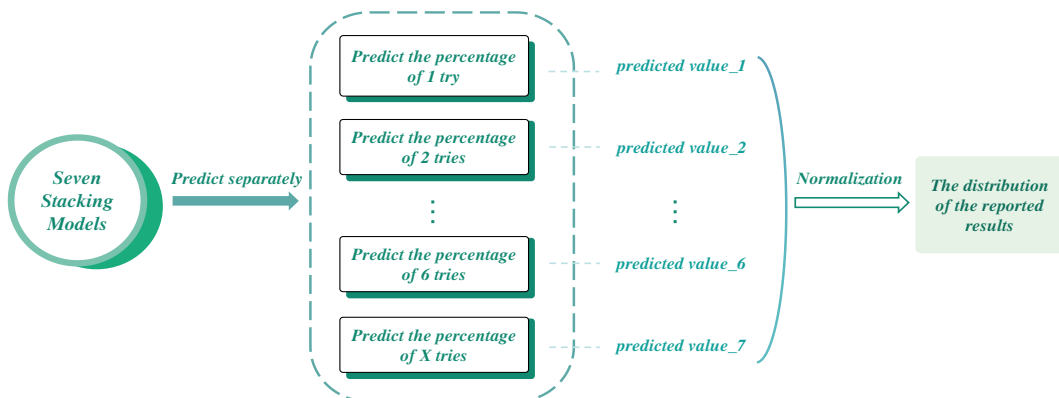 Seven
Stacking
Models
Predict separately
Predict the percentage
of 1 try
Predict the percentage
of 2 tries
⋮
Predict the percentage
of 6 tries
Predict the percentage
of X tries
predicted value_1
predicted value_2
⋮
predicted value_6
predicted value_7
Normalization
The distribution
of the reported
results